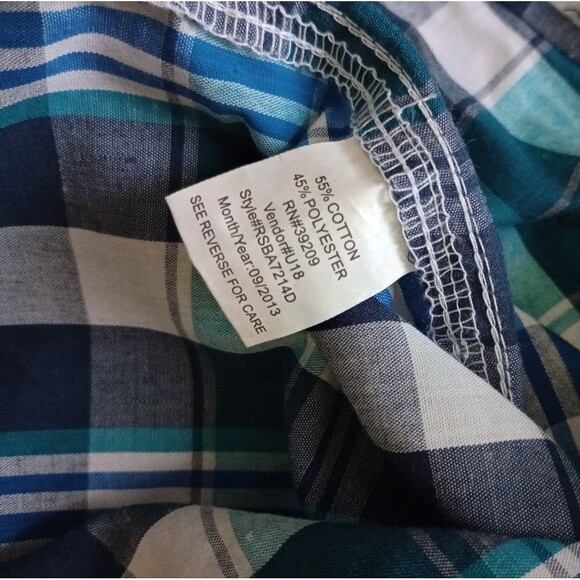 55% COTTON
45% POLYESTER
RN#39209
Vendor#U18
Style#RSBA7214D
Month/Year:09/2013
SEE REVERSE FOR CARE